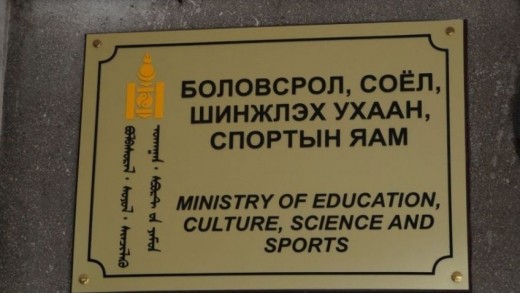 БОЛОВСРОЛ, СОЁЛ,
ШИНЖЛЭХ УХААН,
СПОРТЫН ЯАМ
MINISTRY OF EDUCATION,
CULTURE, SCIENCE AND
SPORTS